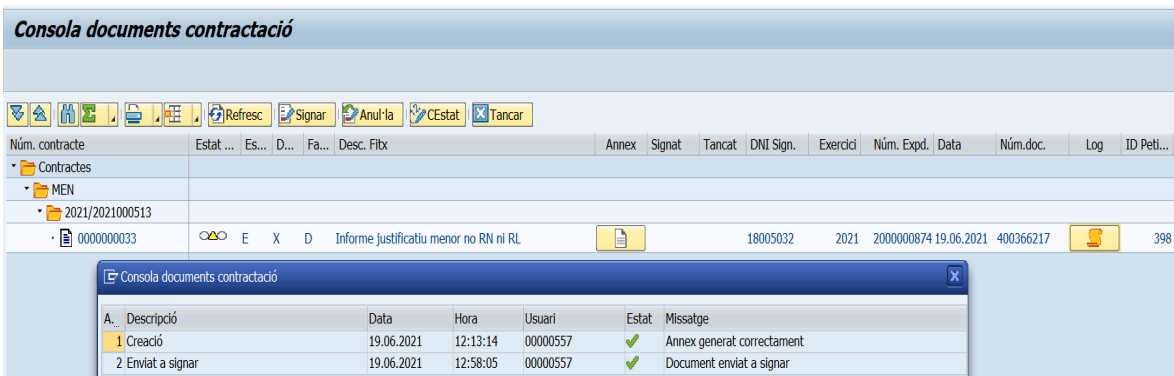 Consola documents contractació
Refresc Signar Anul·la CEstat Tancar
Núm. contracte Estat ... Es... D... Fa... Desc. Fitx Annex Signat Tancat DNI Sign. Exercici Núm. Expd. Data Núm.doc. Log ID Peti...
Contractes
MEN
2021/2021000513
0000000033 E X D Informe justificatiu menor no RN ni RL 18005032 2021 2000000874 19.06.2021 400366217 398
Consola documents contractació
A.. Descripció Data Hora Usuari Estat Missatge
1 Creació 19.06.2021 12:13:14 00000557 Annex generat correctament
2 Enviat a signar 19.06.2021 12:58:05 00000557 Document enviat a signar